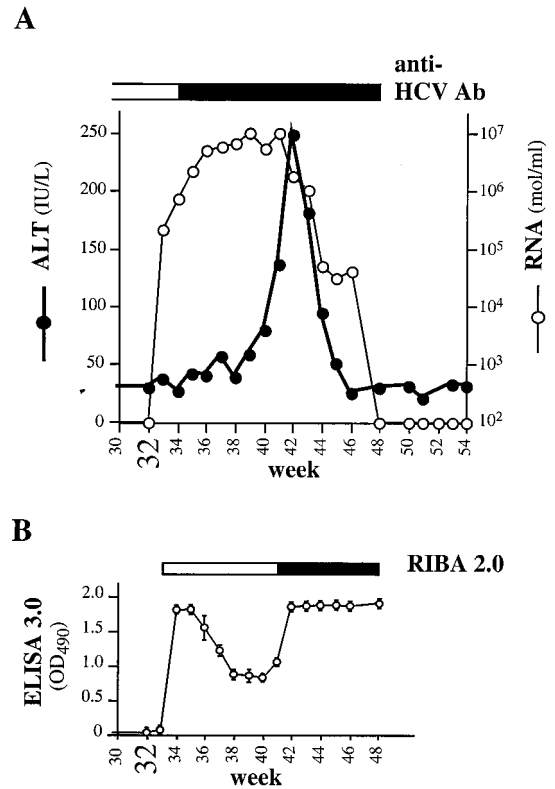 A
anti-
HCV Ab
ALT (IU/L)
250
200
150
100
50
0
10⁷
10⁶
10⁵
10⁴
10³
10²
RNA (mol/ml)
30 32 34 36 38 40 42 44 46 48 50 52 54
week
B
RIBA 2.0
ELISA 3.0
(OD₄₉₀)
2.0
1.5
1.0
0.5
0
30 32 34 36 38 40 42 44 46 48
week